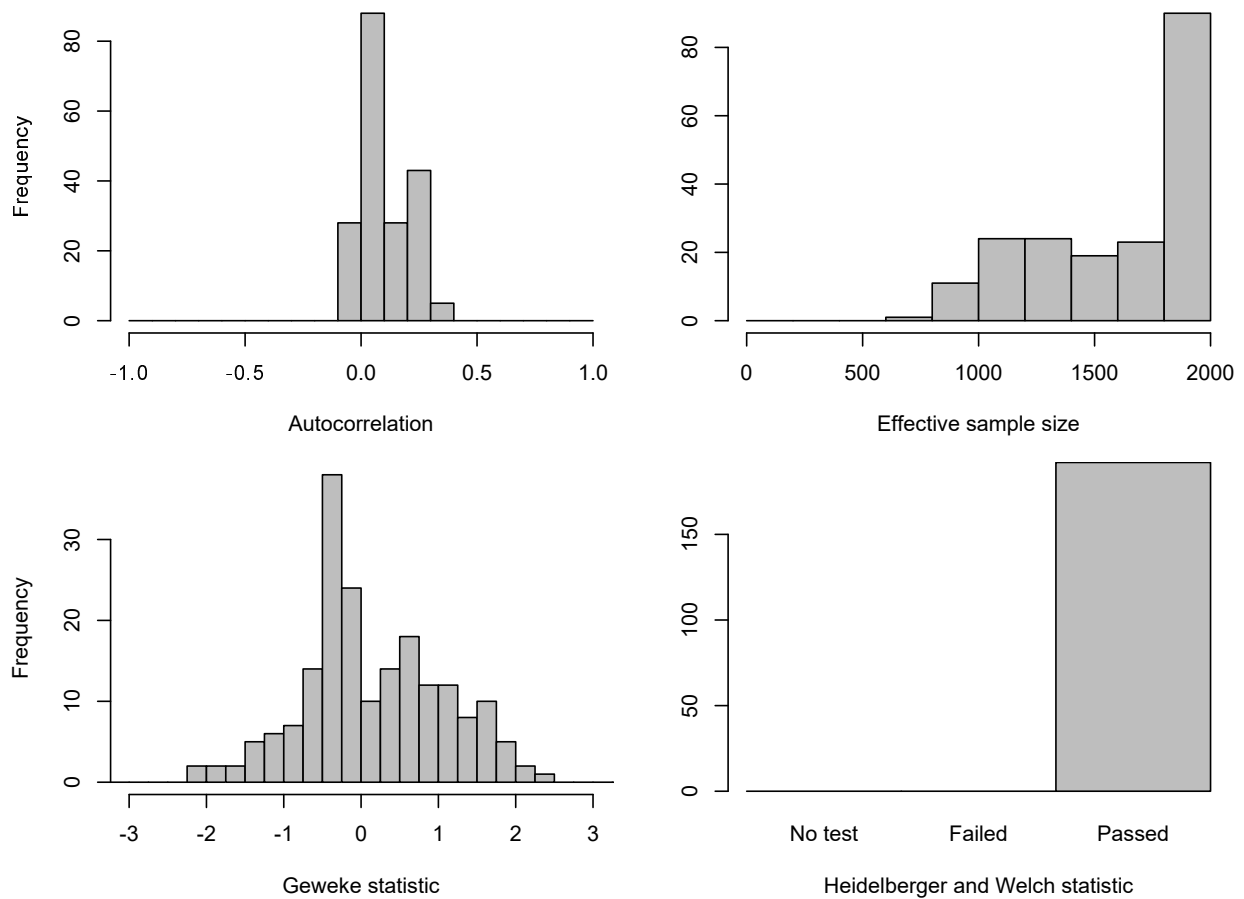 Frequency
80
60
40
20
0
-1.0 -0.5 0.0 0.5 1.0
Autocorrelation
80
60
40
20
0
0 500 1000 1500 2000
Effective sample size
Frequency
30
20
10
0
-3 -2 -1 0 1 2 3
Geweke statistic
150
100
50
0
No test Failed Passed
Heidelberger and Welch statistic